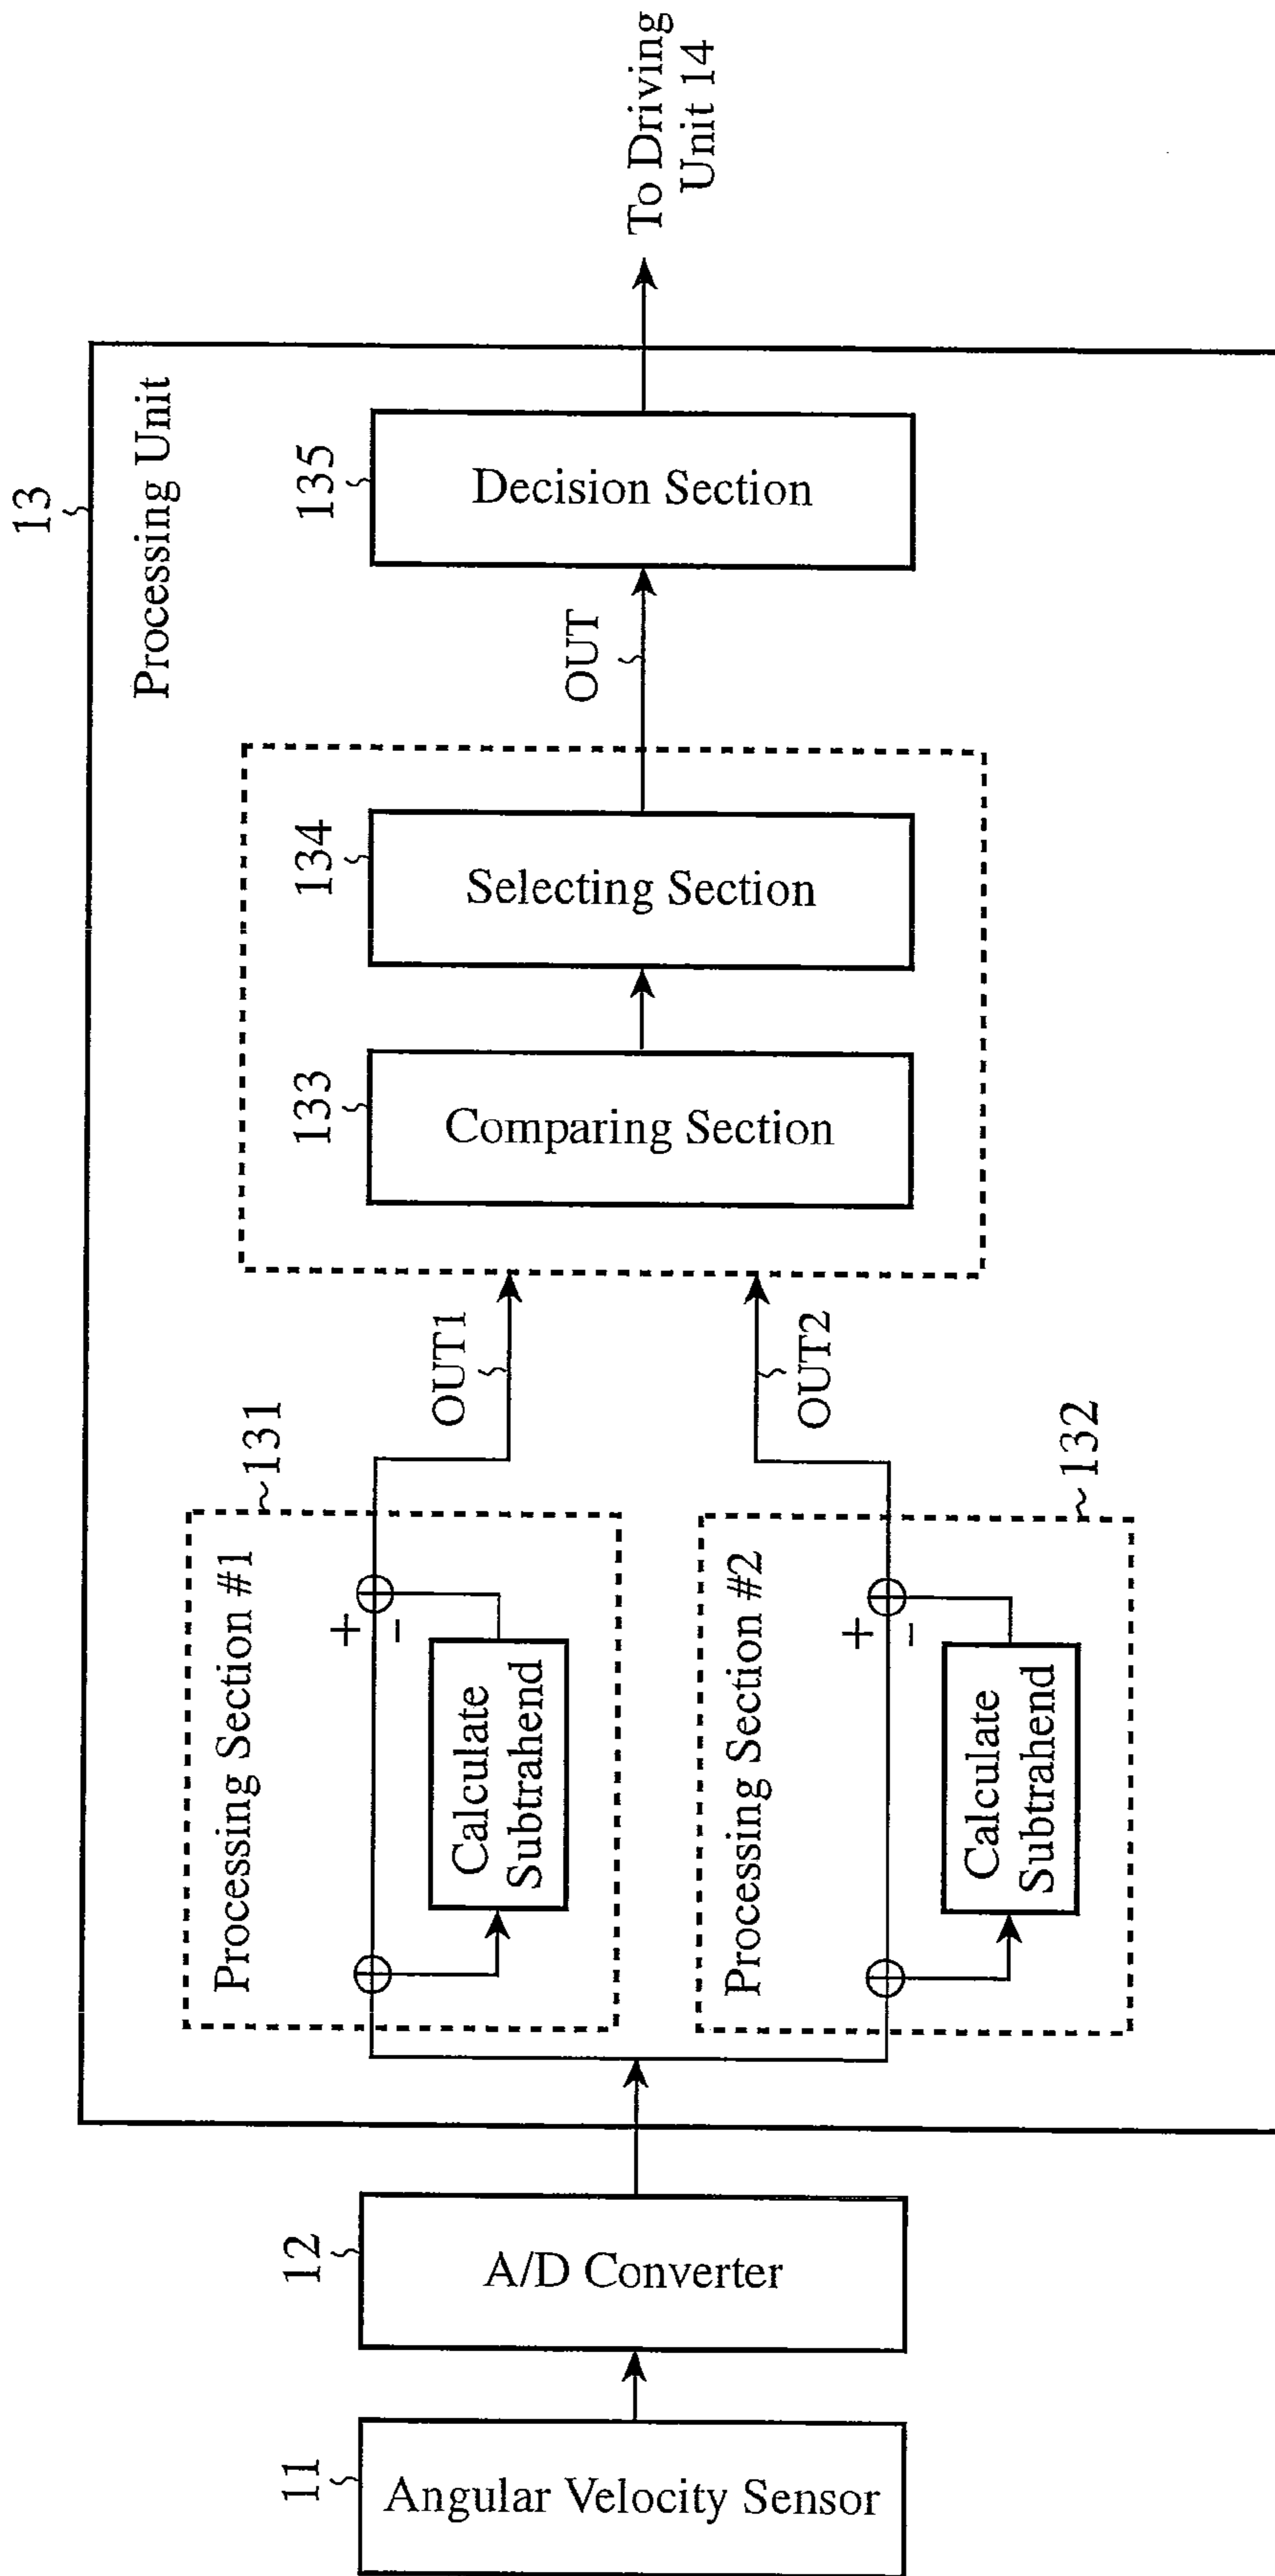 11
Angular Velocity Sensor
12
A/D Converter
13
Processing Unit
~131
Processing Section #1
+
-
Calculate
Subtrahend
OUT1
~132
Processing Section #2
+
-
Calculate
Subtrahend
OUT2
133
Comparing Section
134
Selecting Section
OUT
135
Decision Section
To Driving
Unit 14